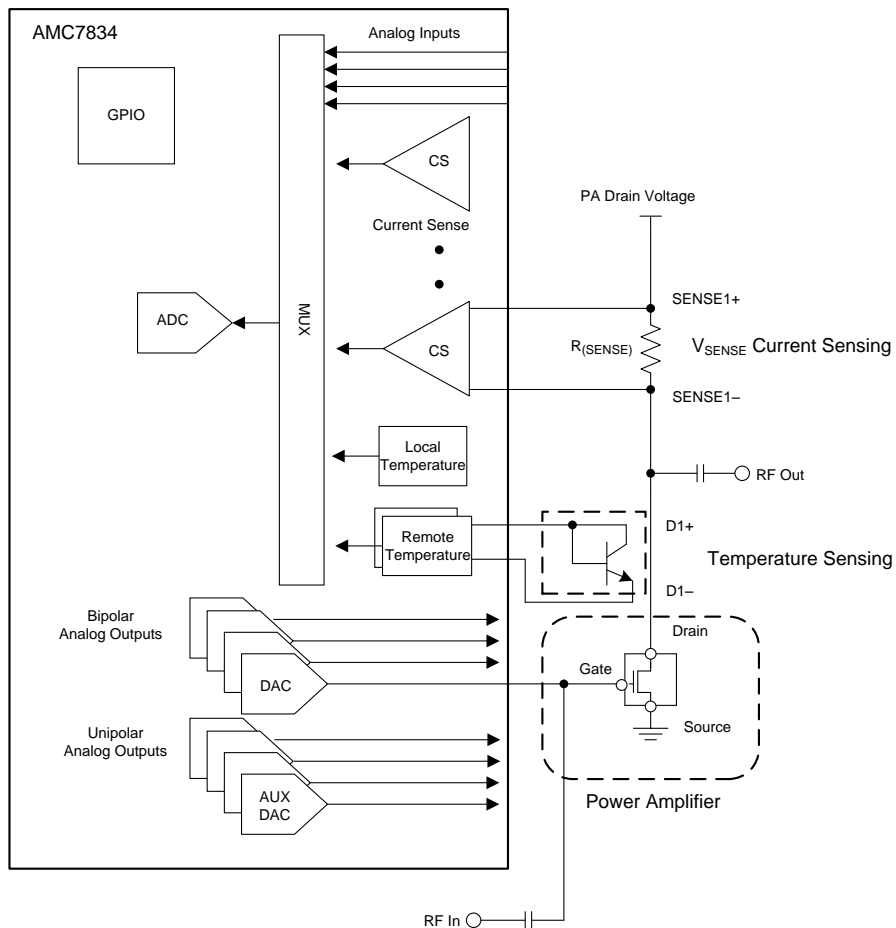 AMC7834
Analog Inputs
GPIO
CS
PA Drain Voltage
Current Sense
SENSE1+
ADC
MUX
CS
R(SENSE)
VSENSE Current Sensing
SENSE1–
Local
Temperature
RF Out
Remote
Temperature
D1+
Temperature Sensing
D1–
Bipolar
Analog Outputs
Drain
Gate
DAC
Source
Unipolar
Analog Outputs
AUX
DAC
Power Amplifier
RF In